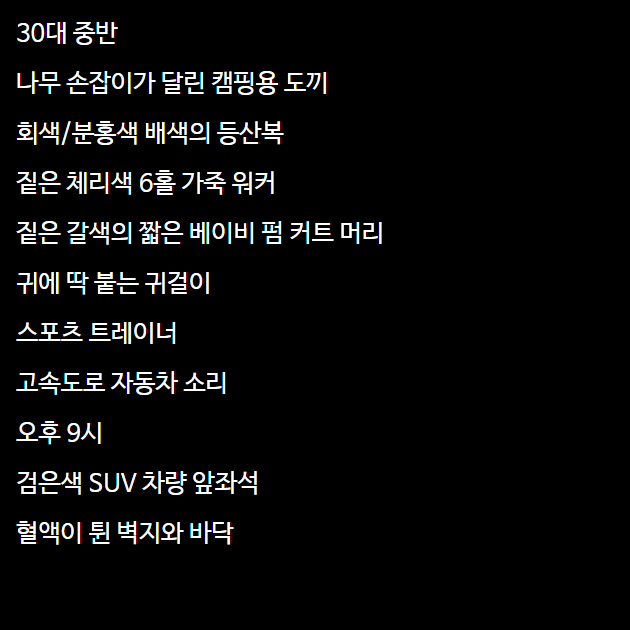 30대 중반
나무 손잡이가 달린 캠핑용 도끼
회색/분홍색 배색의 등산복
짙은 체리색 6홀 가죽 워커
짙은 갈색의 짧은 베이비 펌 커트 머리
귀에 딱 붙는 귀걸이
스포츠 트레이너
고속도로 자동차 소리
오후 9시
검은색 SUV 차량 앞좌석
혈액이 튄 벽지와 바닥